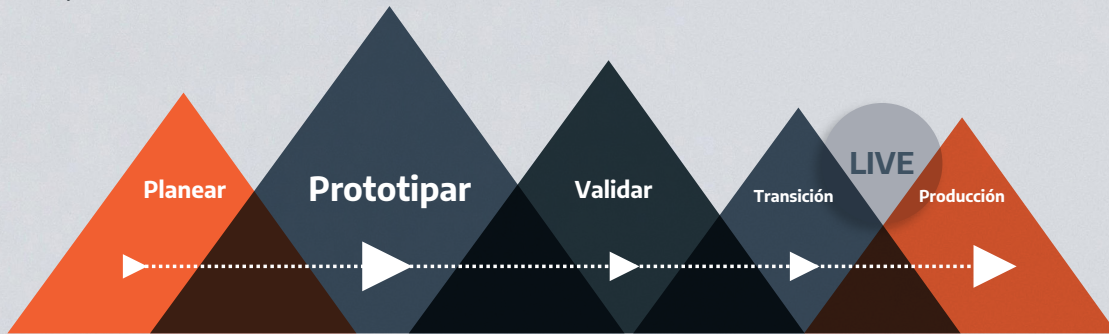 Planear
Prototipar
Validar
Transición
LIVE
Producción